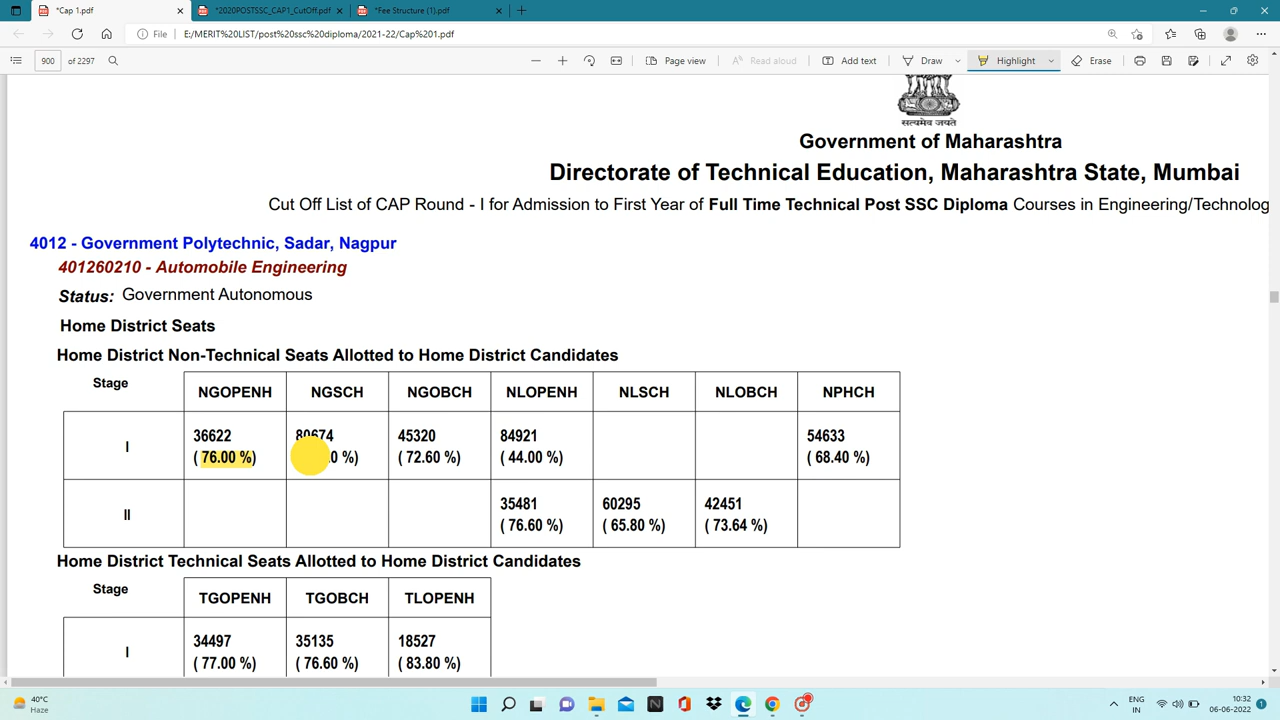 *Cap 1.pdf
*2020POSTSSC_CAP1_CutOff.pdf
*Fee Structure (1).pdf
File
E:/MERIT%20LIST/post%20ssc%20diploma/2021-22/Cap%201.pdf
900 of 2297
Page view
Read aloud
Add text
Draw
Highlight
Erase
सत्यमेव जयते
Government of Maharashtra
Directorate of Technical Education, Maharashtra State, Mumbai
Cut Off List of CAP Round - I for Admission to First Year of Full Time Technical Post SSC Diploma Courses in Engineering/Technolog
4012 - Government Polytechnic, Sadar, Nagpur
401260210 - Automobile Engineering
Status: Government Autonomous
Home District Seats
Home District Non-Technical Seats Allotted to Home District Candidates
Stage NGOPENH NGSCH NGOBCH NLOPENH NLSCH NLOBCH NPHCH
I 36622 80674 45320 84921 54633
( 76.00 %) 0 %) ( 72.60 %) ( 44.00 %) ( 68.40 %)
II 35481 60295 42451
( 76.60 %) ( 65.80 %) ( 73.64 %)
Home District Technical Seats Allotted to Home District Candidates
Stage TGOPENH TGOBCH TLOPENH
I 34497 35135 18527
( 77.00 %) ( 76.60 %) ( 83.80 %)
40°C
Haze
ENG
IN
10:32
06-06-2022
1